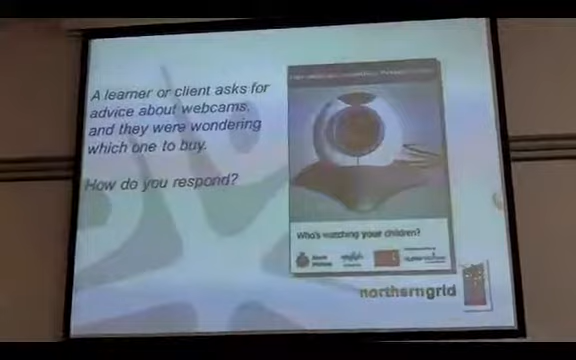 A learner or client asks for
advice about webcams,
and they were wondering
which one to buy.
How do you respond?
Who's watching your children?
northerngrid